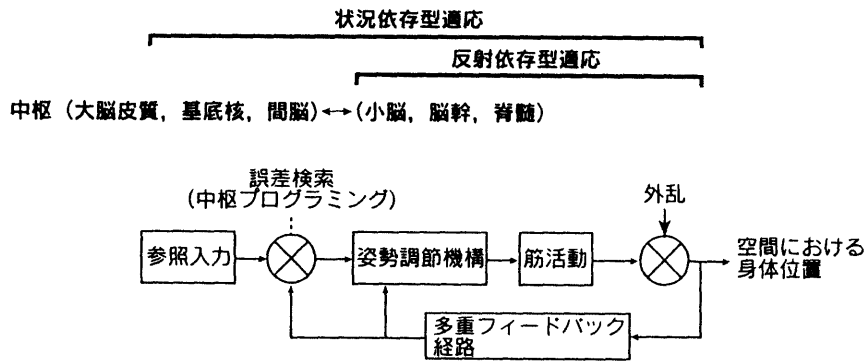 状況依存型適応
反射依存型適応
中枢（大脳皮質，基底核，間脳）↔（小脳，脳幹，脊髄）
誤差検索
（中枢プログラミング）
外乱
参照入力
姿勢調節機構
筋活動
空間における
身体位置
多重フィードバック
経路